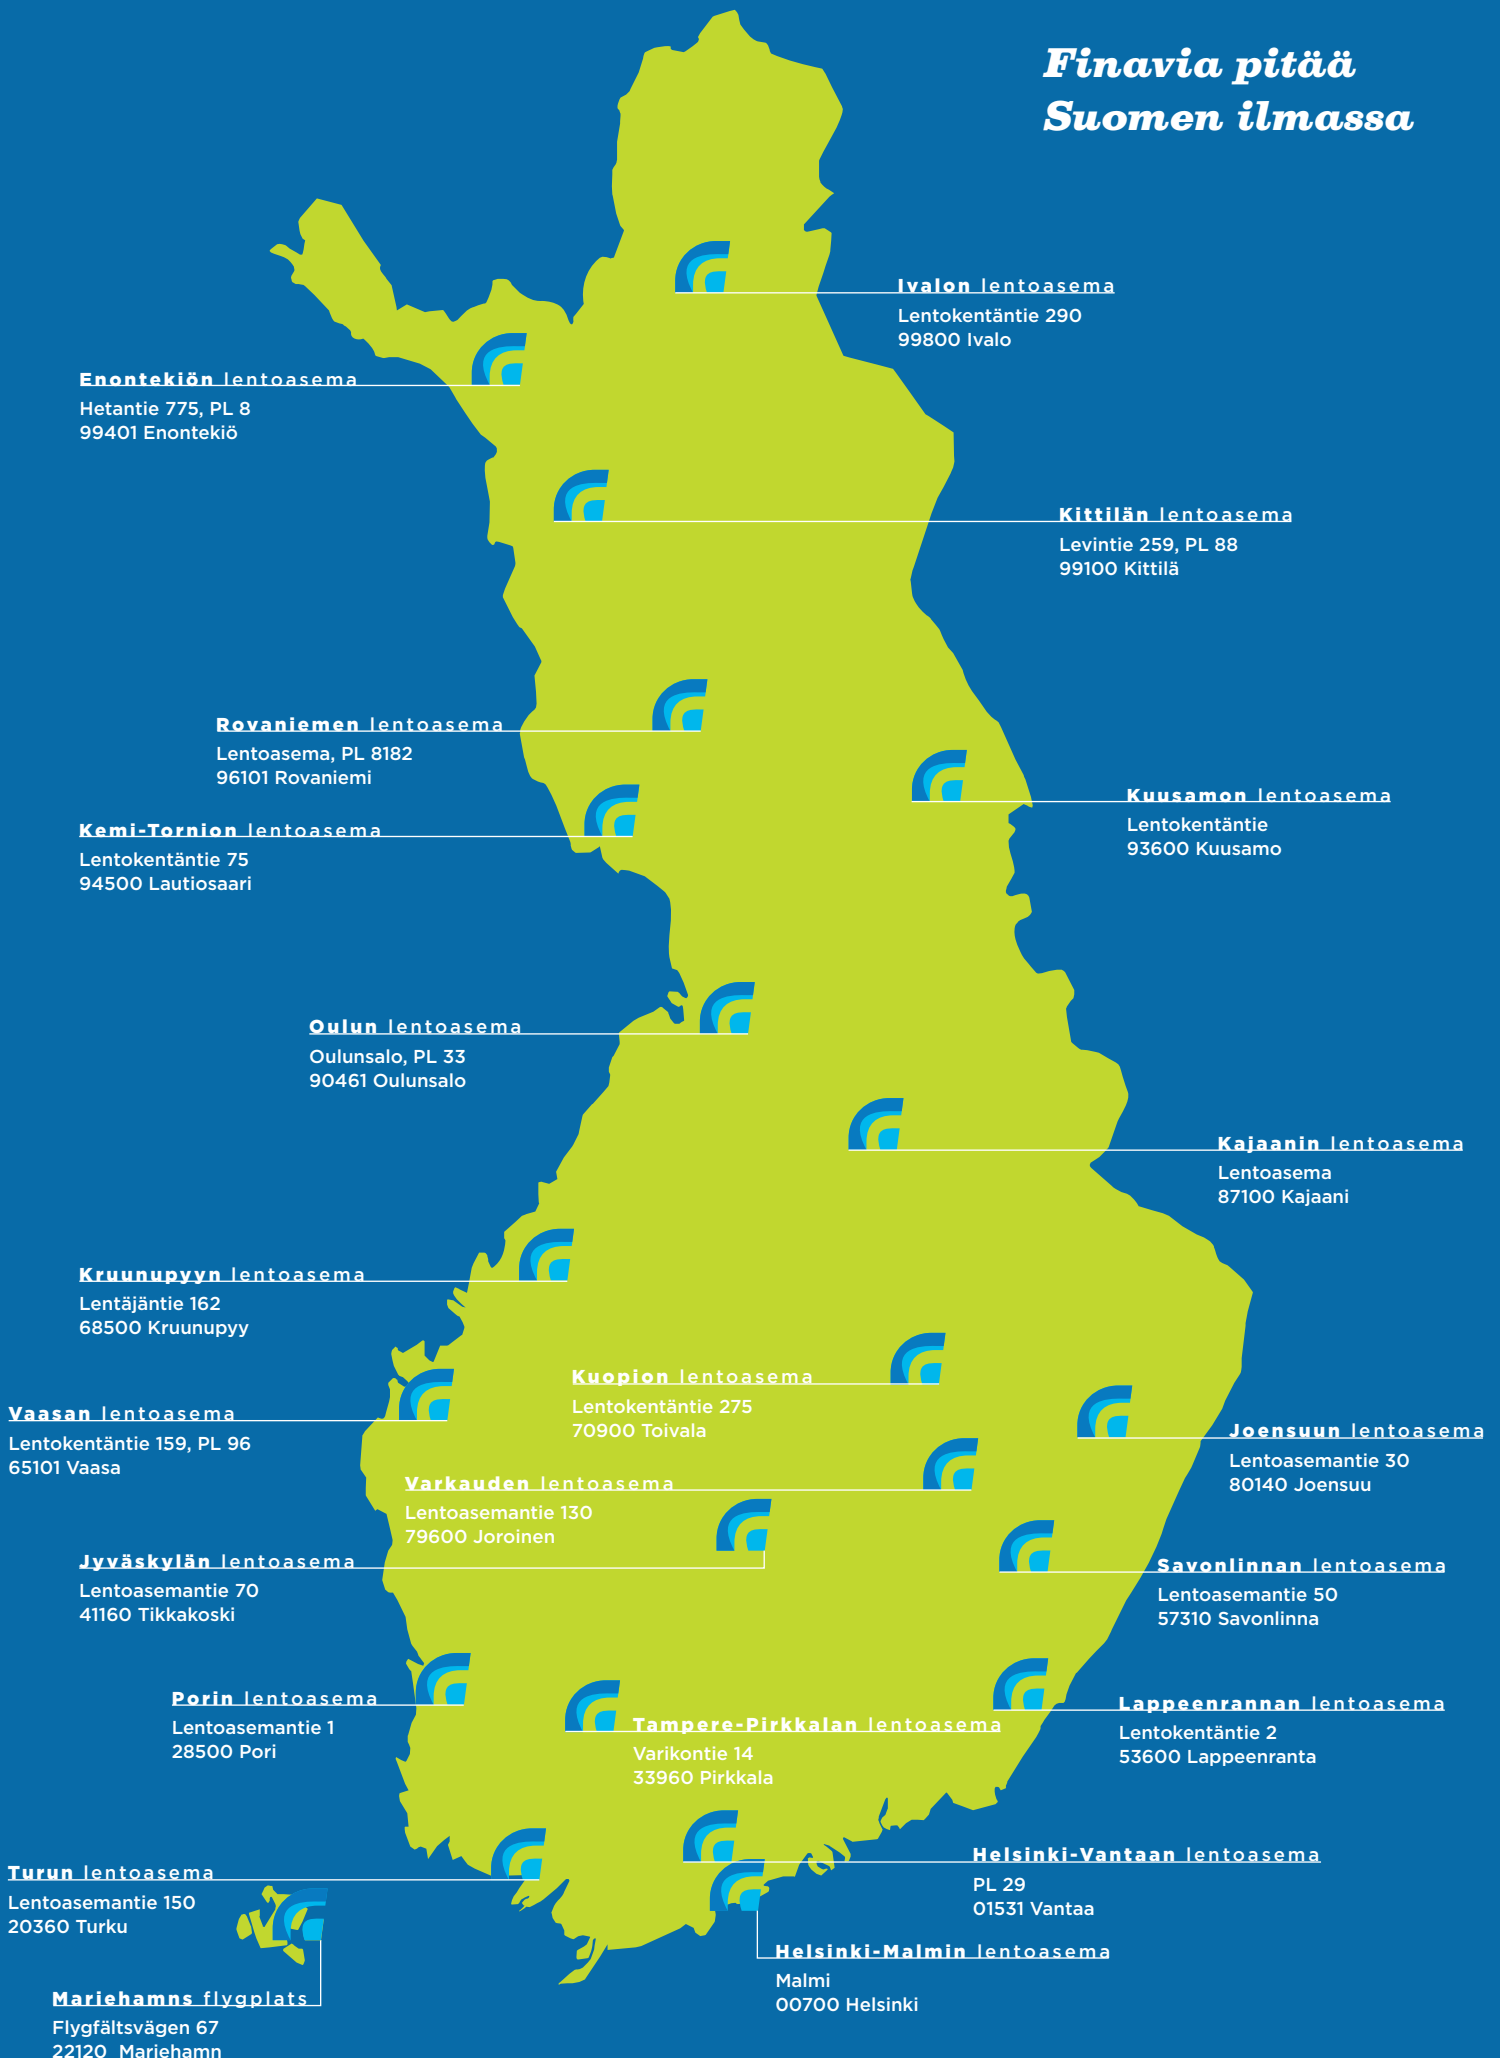 Finavia pitää
Suomen ilmassa
Ivalon lentoasema
Lentokentäntie 290
99800 Ivalo
Enontekiön lentoasema
Hetantie 775, PL 8
99401 Enontekiö
Kittilän lentoasema
Levintie 259, PL 88
99100 Kittilä
Rovaniemen lentoasema
Lentoasema, PL 8182
96101 Rovaniemi
Kuusamon lentoasema
Lentokentäntie
93600 Kuusamo
Kemi-Tornion lentoasema
Lentokentäntie 75
94500 Lautiosaari
Oulun lentoasema
Oulunsalo, PL 33
90461 Oulunsalo
Kajaanin lentoasema
Lentoasema
87100 Kajaani
Kruunupyyn lentoasema
Lentäjäntie 162
68500 Kruunupyy
Kuopion lentoasema
Lentokentäntie 275
70900 Toivala
Vaasan lentoasema
Lentokentäntie 159, PL 96
65101 Vaasa
Joensuun lentoasema
Lentoasemantie 30
80140 Joensuu
Varkauden lentoasema
Lentoasemantie 130
79600 Joroinen
Jyväskylän lentoasema
Lentoasemantie 70
41160 Tikkakoski
Savonlinnan lentoasema
Lentoasemantie 50
57310 Savonlinna
Porin lentoasema
Lentoasemantie 1
28500 Pori
Tampere-Pirkkalan lentoasema
Varikontie 14
33960 Pirkkala
Lappeenrannan lentoasema
Lentokentäntie 2
53600 Lappeenranta
Turun lentoasema
Lentoasemantie 150
20360 Turku
Helsinki-Vantaan lentoasema
PL 29
01531 Vantaa
Helsinki-Malmin lentoasema
Malmi
00700 Helsinki
Mariehamns flygplats
Flygfältsvägen 67
22120 Mariehamn